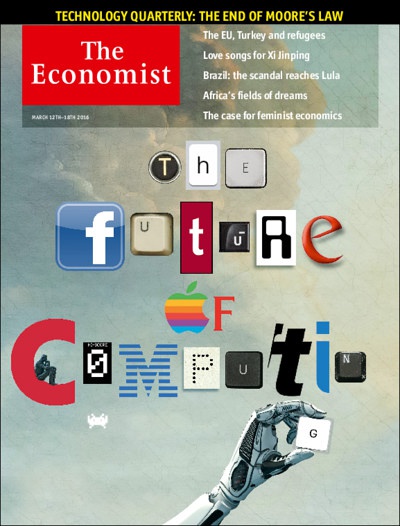 TECHNOLOGY QUARTERLY: THE END OF MOORE'S LAW
The
Economist
MARCH 12TH–18TH 2016
The EU, Turkey and refugees
Love songs for Xi Jinping
Brazil: the scandal reaches Lula
Africa's fields of dreams
The case for feminist economics
ThE
fUtURe
OF
COMPUtiNG